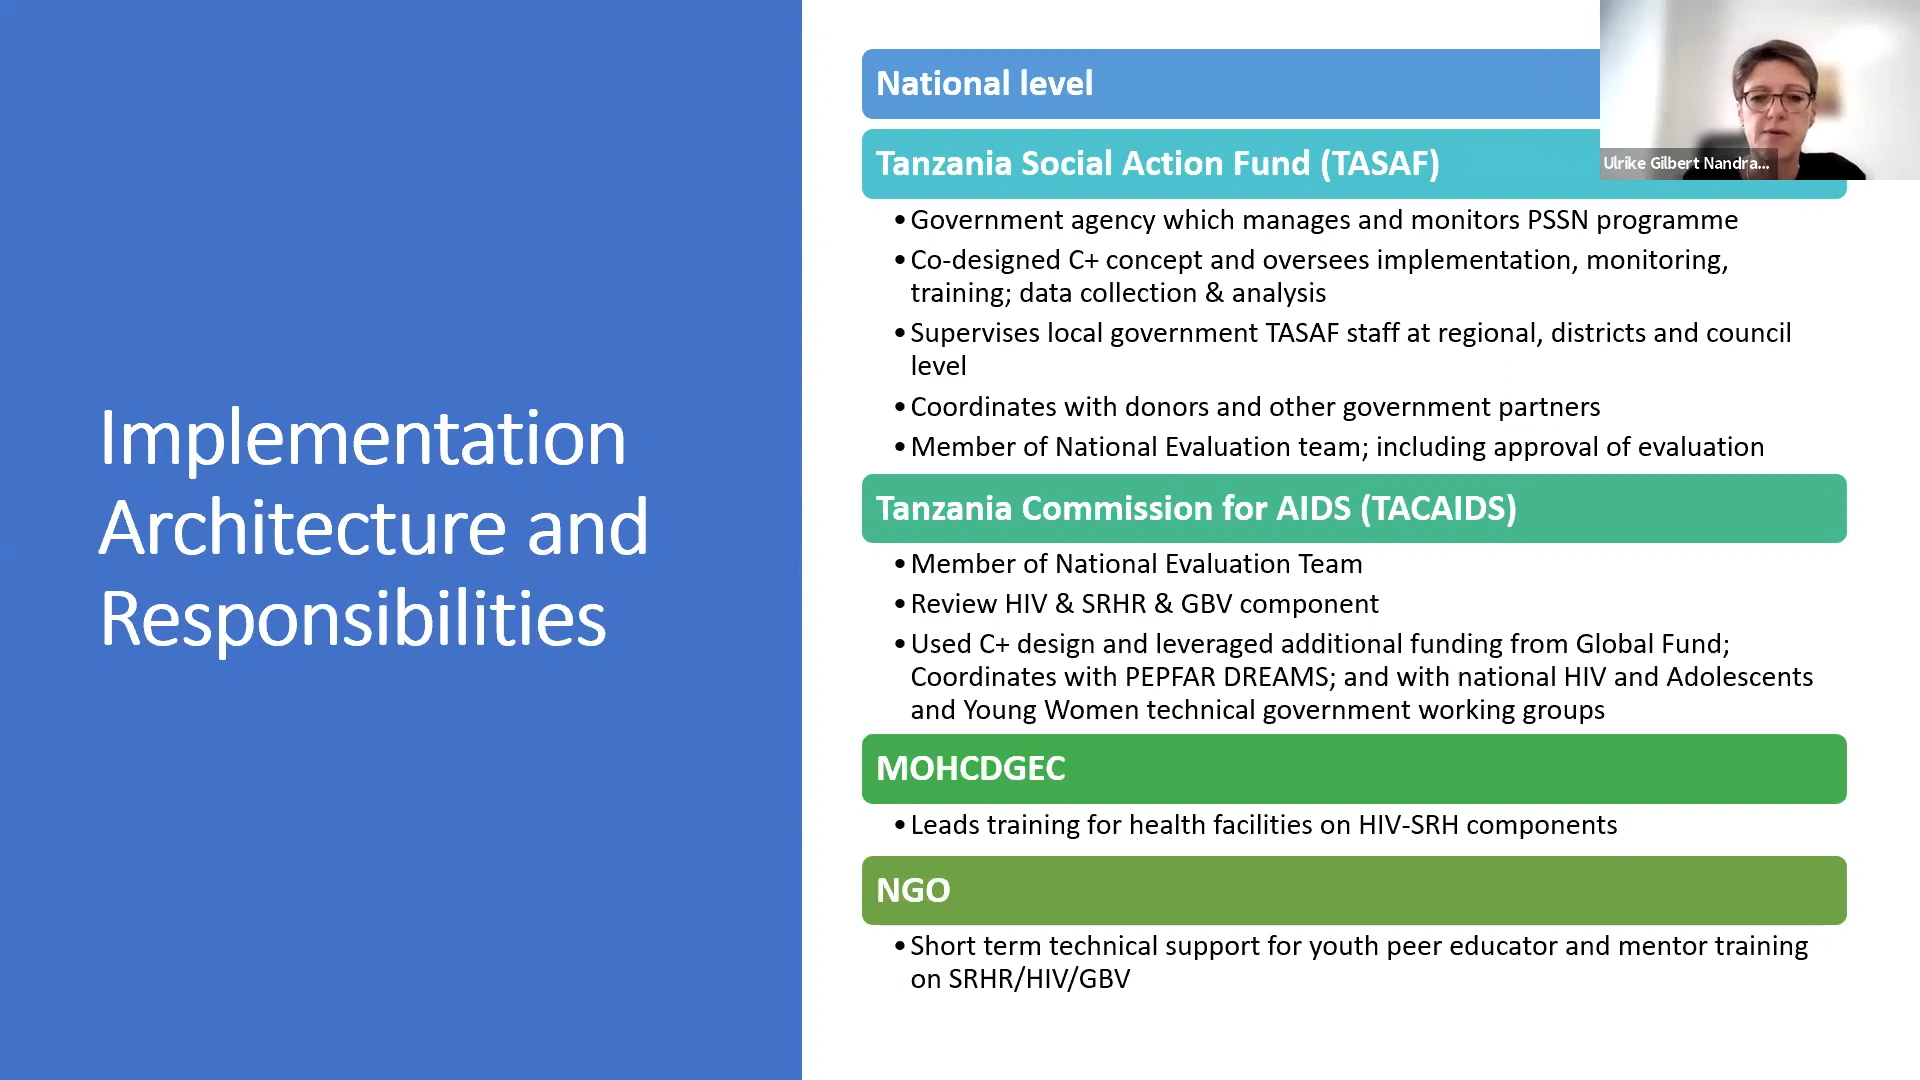 Implementation
Architecture and
Responsibilities
National level
Ulrike Gilbert Nandra...
Tanzania Social Action Fund (TASAF)
•Government agency which manages and monitors PSSN programme
•Co-designed C+ concept and oversees implementation, monitoring,
training; data collection & analysis
•Supervises local government TASAF staff at regional, districts and council
level
•Coordinates with donors and other government partners
•Member of National Evaluation team; including approval of evaluation
Tanzania Commission for AIDS (TACAIDS)
•Member of National Evaluation Team
•Review HIV & SRHR & GBV component
•Used C+ design and leveraged additional funding from Global Fund;
Coordinates with PEPFAR DREAMS; and with national HIV and Adolescents
and Young Women technical government working groups
MOHCDGEC
•Leads training for health facilities on HIV-SRH components
NGO
•Short term technical support for youth peer educator and mentor training
on SRHR/HIV/GBV